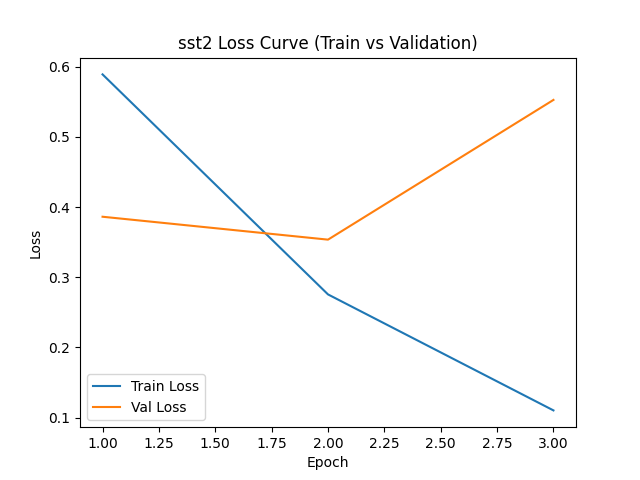 sst2 Loss Curve (Train vs Validation)
0.6
0.5
0.4
0.3
0.2
0.1
Loss
Train Loss
Val Loss
1.00 1.25 1.50 1.75 2.00 2.25 2.50 2.75 3.00
Epoch